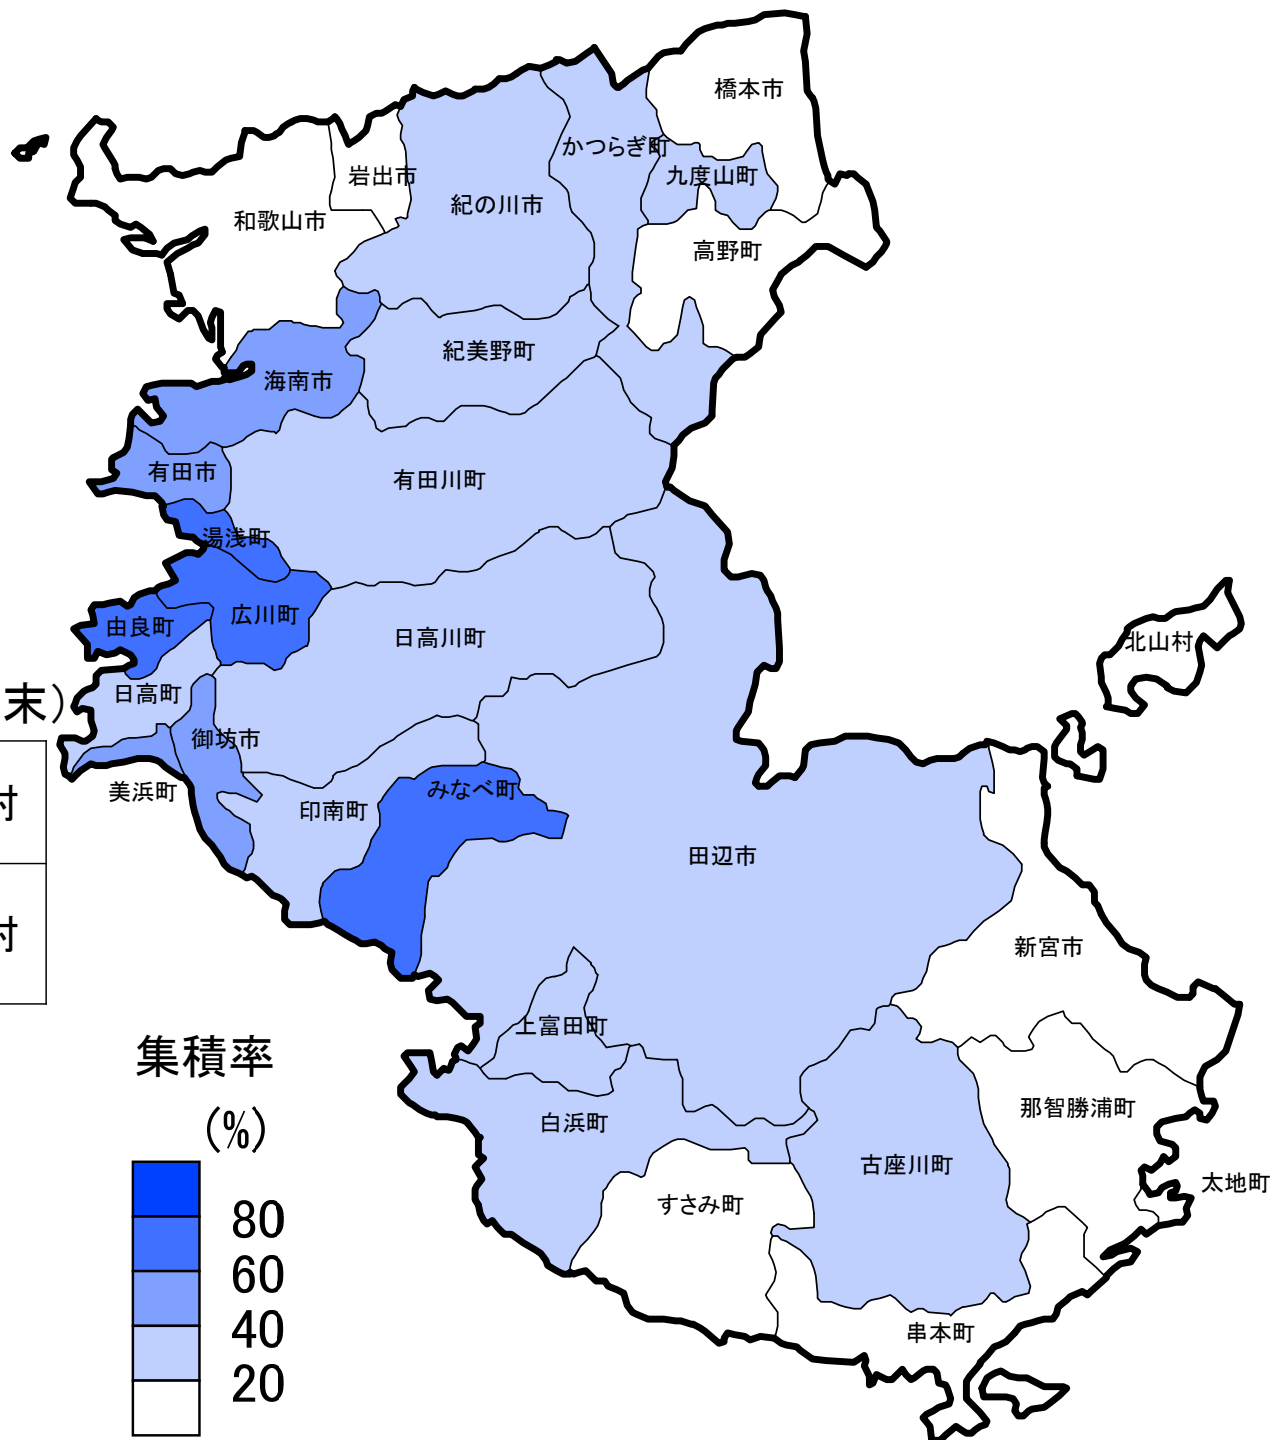 橋本市
かつらぎ町
九度山町
岩出市
紀の川市
和歌山市
高野町
紀美野町
海南市
有田市
有田川町
湯浅町
広川町
由良町
日高川町
北山村
日高町
末)
御坊市
美浜町
みなべ町
印南町
村
田辺市
村
新宮市
上富田町
集積率
(%)
白浜町
那智勝浦町
古座川町
太地町
すさみ町
80
60
40
串本町
20